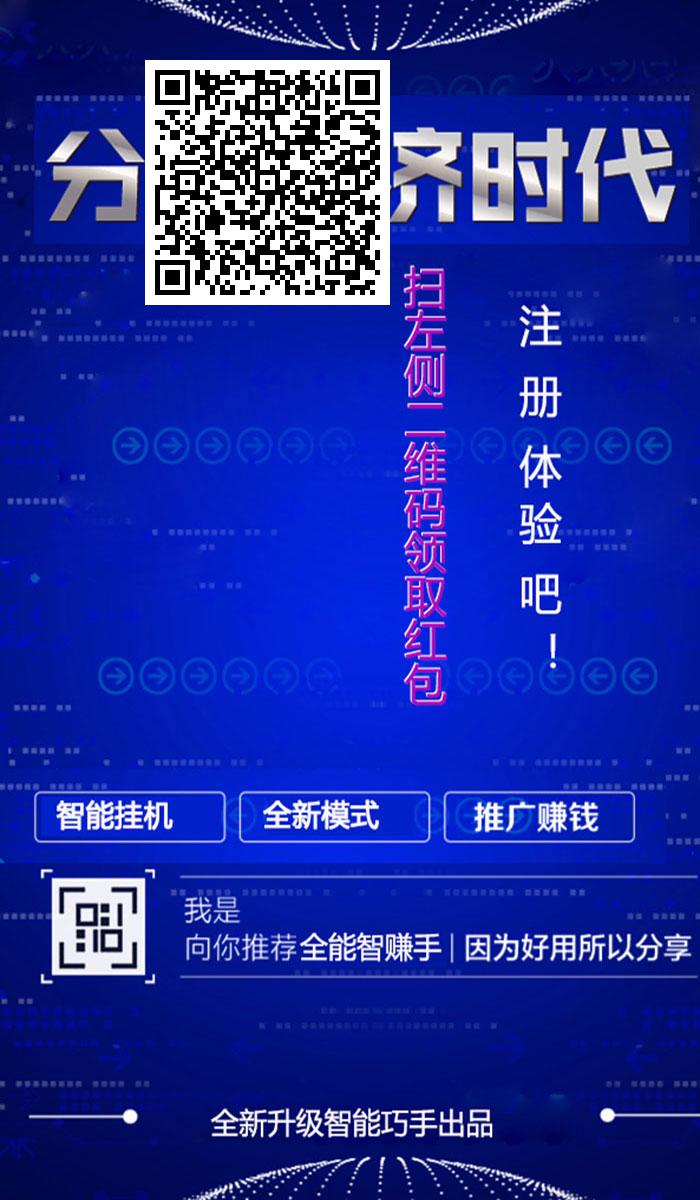 分 济时代
扫左侧二维码领取红包
注册体验吧！
智能挂机
全新模式
推广赚钱
我是
向你推荐全能智赚手|因为好用所以分享
全新升级智能巧手出品